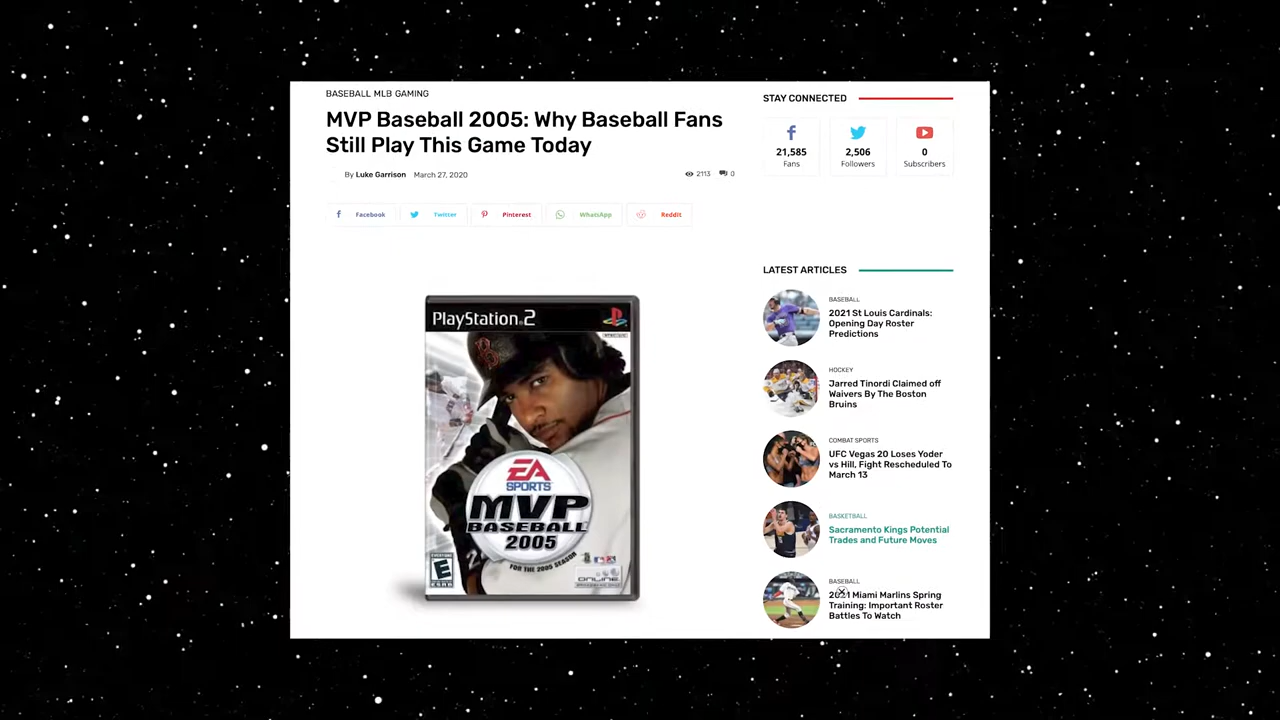 BASEBALL MLB GAMING
MVP Baseball 2005: Why Baseball Fans
Still Play This Game Today
By Luke Garrison March 27, 2020
2113 0
Facebook Twitter Pinterest WhatsApp Reddit
PlayStation.2
EA
SPORTS
MVP
BASEBALL
2005
FOR THE 2005 SEASON
EVERYONE
E
ESRB
ONLINE
STAY CONNECTED
21,585
Fans
2,506
Followers
0
Subscribers
LATEST ARTICLES
BASEBALL
2021 St Louis Cardinals:
Opening Day Roster
Predictions
HOCKEY
Jarred Tinordi Claimed off
Waivers By The Boston
Bruins
COMBAT SPORTS
UFC Vegas 20 Loses Yoder
vs Hill, Fight Rescheduled To
March 13
BASKETBALL
Sacramento Kings Potential
Trades and Future Moves
BASEBALL
2021 Miami Marlins Spring
Training: Important Roster
Battles To Watch